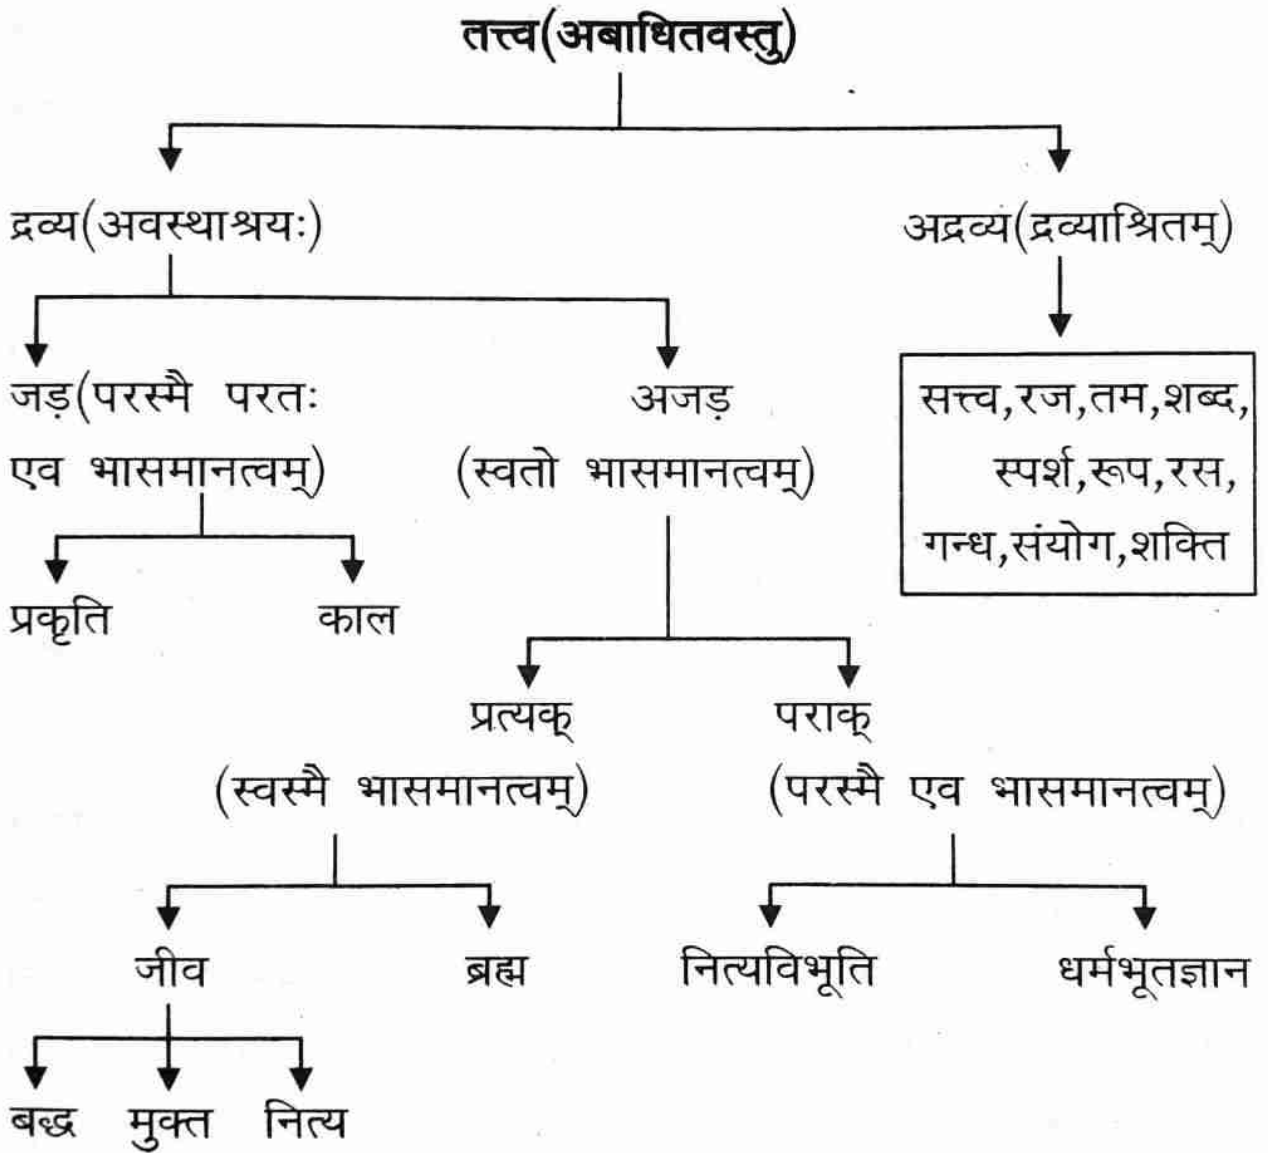 तत्त्व(अबाधितवस्तु)
द्रव्य(अवस्थाश्रयः)
अद्रव्य(द्रव्याश्रितम्)
जड़(परस्मै परतः
एव भासमानत्वम्)
अजड़
(स्वतो भासमानत्वम्)
सत्त्व,रज,तम,शब्द,
स्पर्श,रूप,रस,
गन्ध,संयोग,शक्ति
प्रकृति
काल
प्रत्यक्
पराक्
(स्वस्मै भासमानत्वम्)
(परस्मै एव भासमानत्वम्)
जीव
ब्रह्म
नित्यविभूति
धर्मभूतज्ञान
बद्ध
मुक्त
नित्य